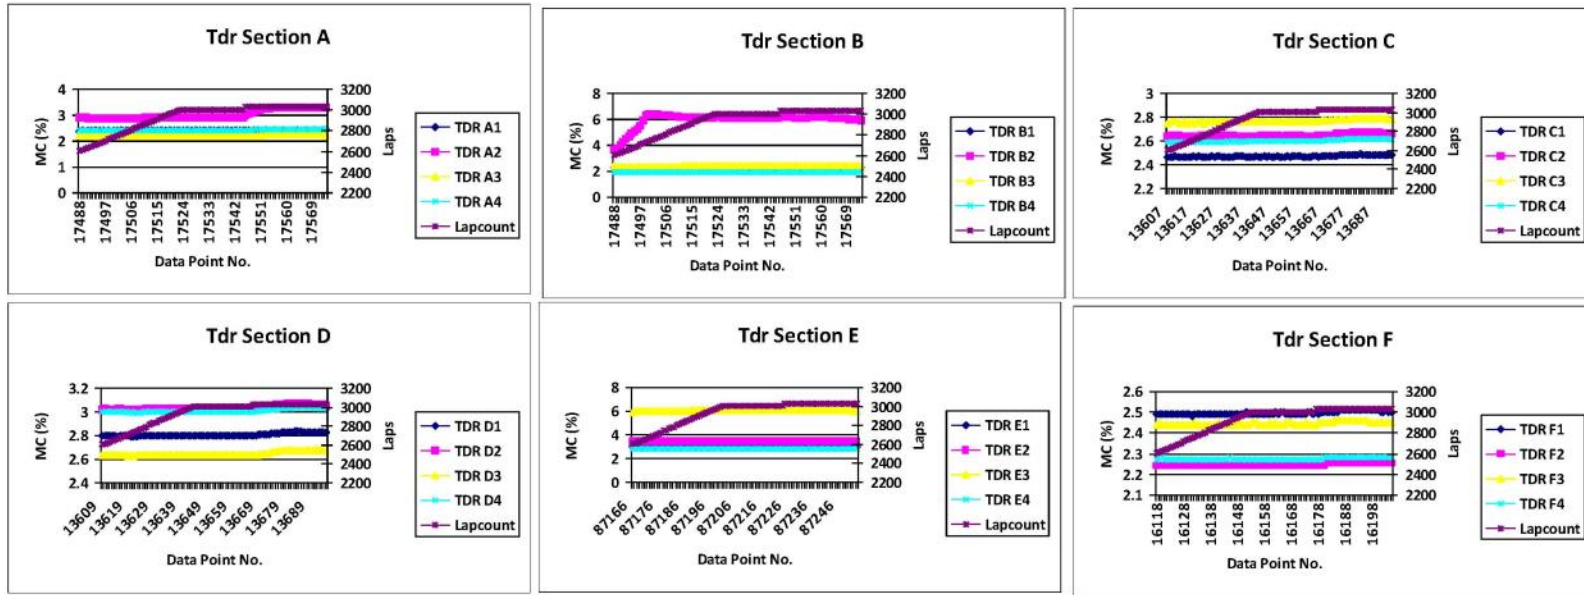 Tdr Section A
MC (%)
4
3
2
1
0
3200
3000
2800
2600
2400
2200
Laps
17488
17497
17506
17515
17524
17533
17542
17551
17560
17569
Data Point No.
TDR A1
TDR A2
TDR A3
TDR A4
Lapcount
Tdr Section B
MC (%)
8
6
4
2
0
3200
3000
2800
2600
2400
2200
Laps
17488
17497
17506
17515
17524
17533
17542
17551
17560
17569
Data Point No.
TDR B1
TDR B2
TDR B3
TDR B4
Lapcount
Tdr Section C
MC (%)
3
2.8
2.6
2.4
2.2
3200
3000
2800
2600
2400
2200
Laps
13607
13617
13627
13637
13647
13657
13667
13677
13687
Data Point No.
TDR C1
TDR C2
TDR C3
TDR C4
Lapcount
Tdr Section D
MC (%)
3.2
3
2.8
2.6
2.4
3200
3000
2800
2600
2400
2200
Laps
13609
13619
13629
13639
13649
13659
13669
13679
13689
Data Point No.
TDR D1
TDR D2
TDR D3
TDR D4
Lapcount
Tdr Section E
MC (%)
8
6
4
2
0
3200
3000
2800
2600
2400
2200
Laps
87166
87176
87186
87196
87206
87216
87226
87236
87246
Data Point No.
TDR E1
TDR E2
TDR E3
TDR E4
Lapcount
Tdr Section F
MC (%)
2.6
2.5
2.4
2.3
2.2
2.1
3200
3000
2800
2600
2400
2200
Laps
16118
16128
16138
16148
16158
16168
16178
16188
16198
Data Point No.
TDR F1
TDR F2
TDR F3
TDR F4
Lapcount